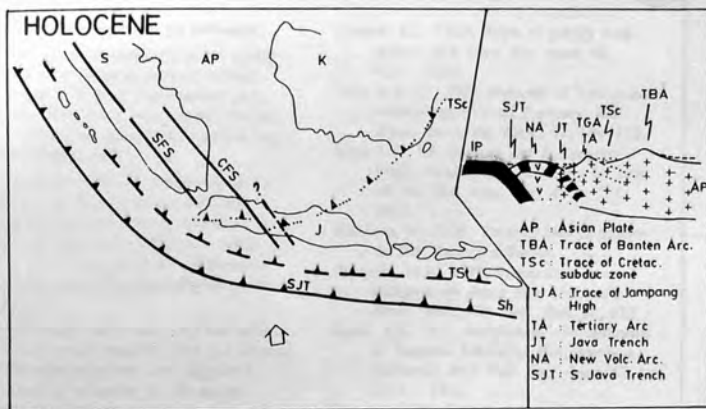 HOLOCENE
S
AP
K
TSc
SFS
CFS
?
J
SJT
Sh
SJT
NA
JT
TGA
TA
TSc
TBA
IP
v
v
AP
AP : Asian Plate
TBA : Trace of Banten Arc.
TSc : Trace of Cretac.
subduc zone
TJA : Trace of Jampang
High
TA : Tertiary Arc
JT : Java Trench
NA : New Volc. Arc.
SJT : S. Java Trench